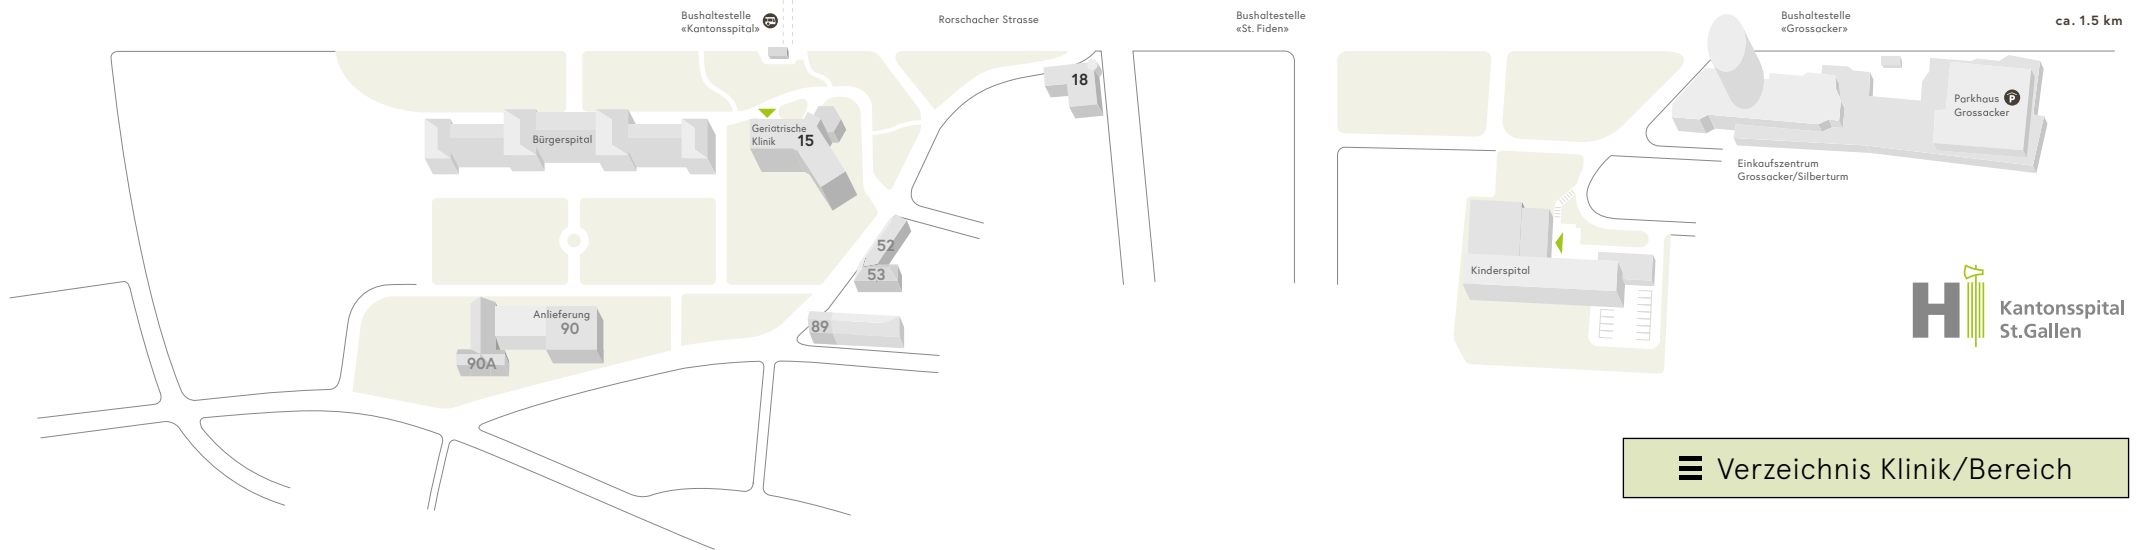 Bushaltestelle
«Kantonsspital»
Rorschacher Strasse
Bushaltestelle
«St. Fiden»
Bushaltestelle
«Grossacker»
ca. 1.5 km
18
Parkhaus P
Grossacker
Geriatrische
Klinik 15
Bürgerspital
Einkaufszentrum
Grossacker/Silberturm
52
53
Kinderspital
Anlieferung
90
89
90A
Kantonsspital
St.Gallen
Verzeichnis Klinik/Bereich